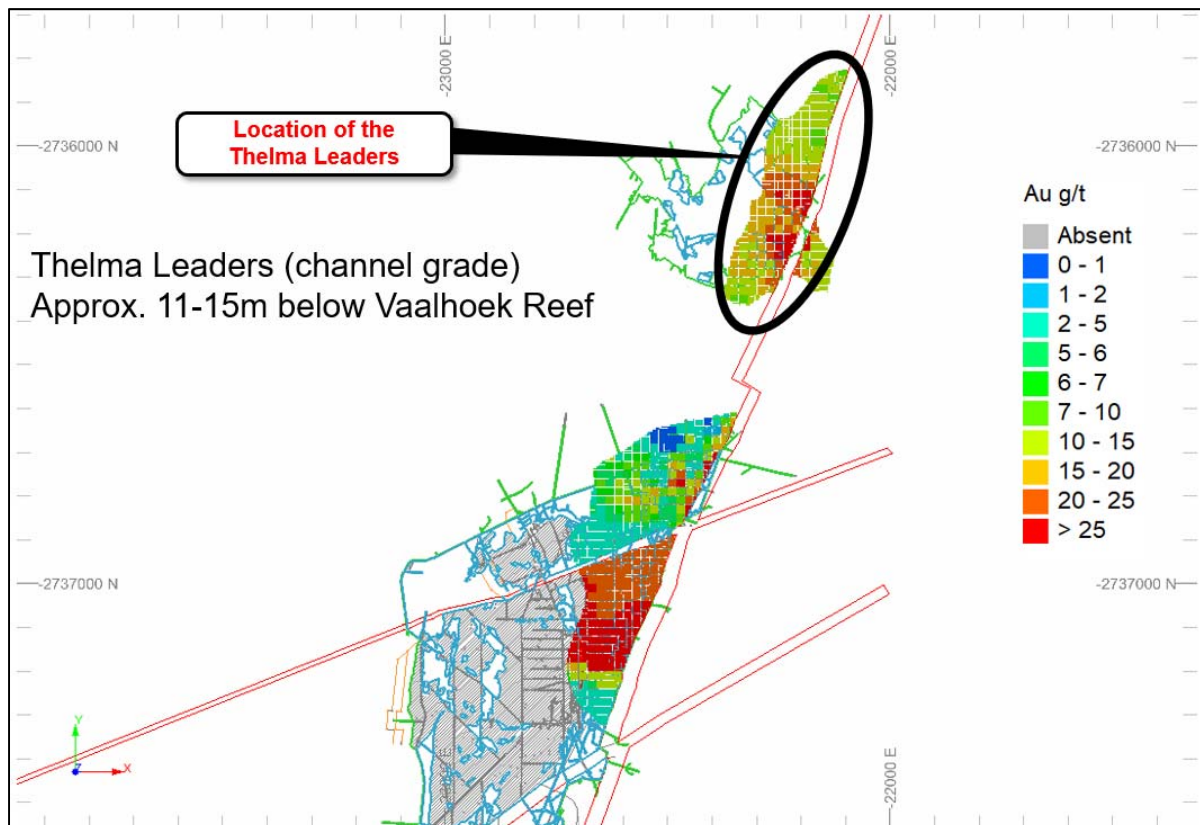 -23000 E
-22000 E
Location of the
Thelma Leaders
-2736000 N
-2736000 N
Au g/t
Absent
0 - 1
1 - 2
2 - 5
5 - 6
6 - 7
7 - 10
10 - 15
15 - 20
20 - 25
> 25
Thelma Leaders (channel grade)
Approx. 11-15m below Vaalhoek Reef
-2737000 N
-2737000 N
Y
Z
X
-22000 E